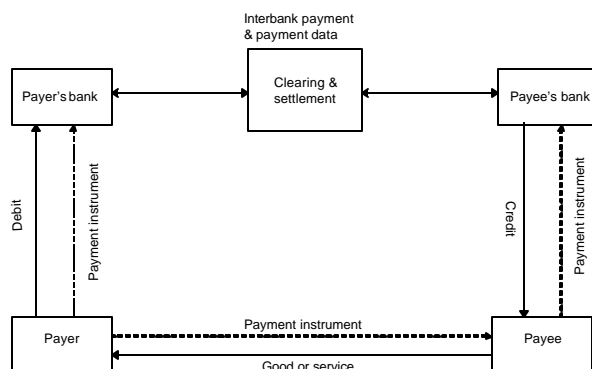 Interbank payment
& payment data
Payer's bank
Clearing &
settlement
Payee's bank
Debit
Payment instrument
Credit
Payment instrument
Payment instrument
Payer
Payee
Good or service